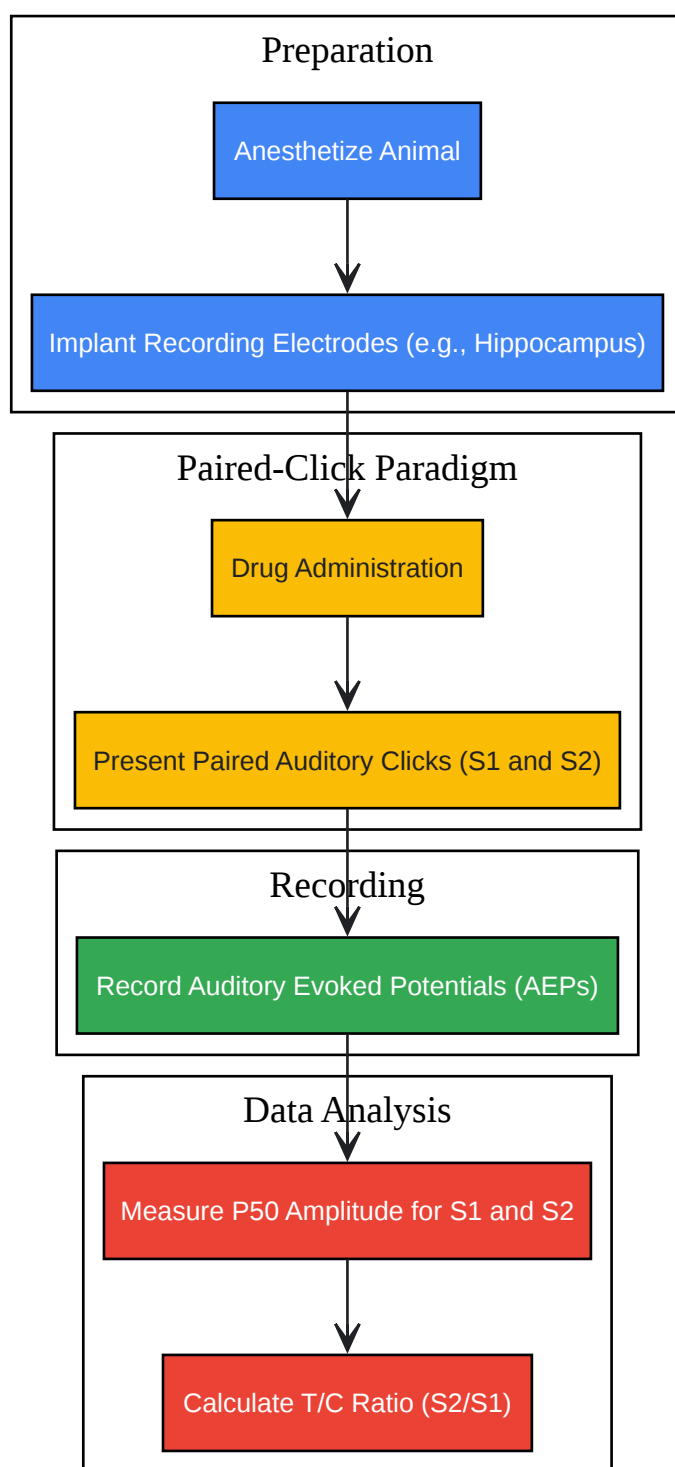 Preparation
Anesthetize Animal
Implant Recording Electrodes (e.g., Hippocampus)
Paired-Click Paradigm
Drug Administration
Present Paired Auditory Clicks (S1 and S2)
Recording
Record Auditory Evoked Potentials (AEPs)
Data Analysis
Measure P50 Amplitude for S1 and S2
Calculate T/C Ratio (S2/S1)